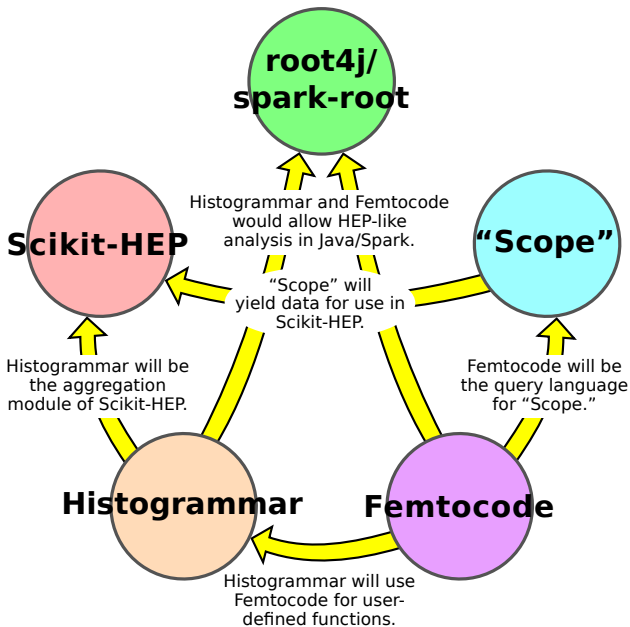 root4j/
spark-root
Scikit-HEP
“Scope”
Histogrammar and Femtocode
would allow HEP-like
analysis in Java/Spark.
“Scope” will
yield data for use in
Scikit-HEP.
Histogrammar will be
the aggregation
module of Scikit-HEP.
Femtocode will be
the query language
for “Scope.”
Histogrammar
Femtocode
Histogrammar will use
Femtocode for user-
defined functions.